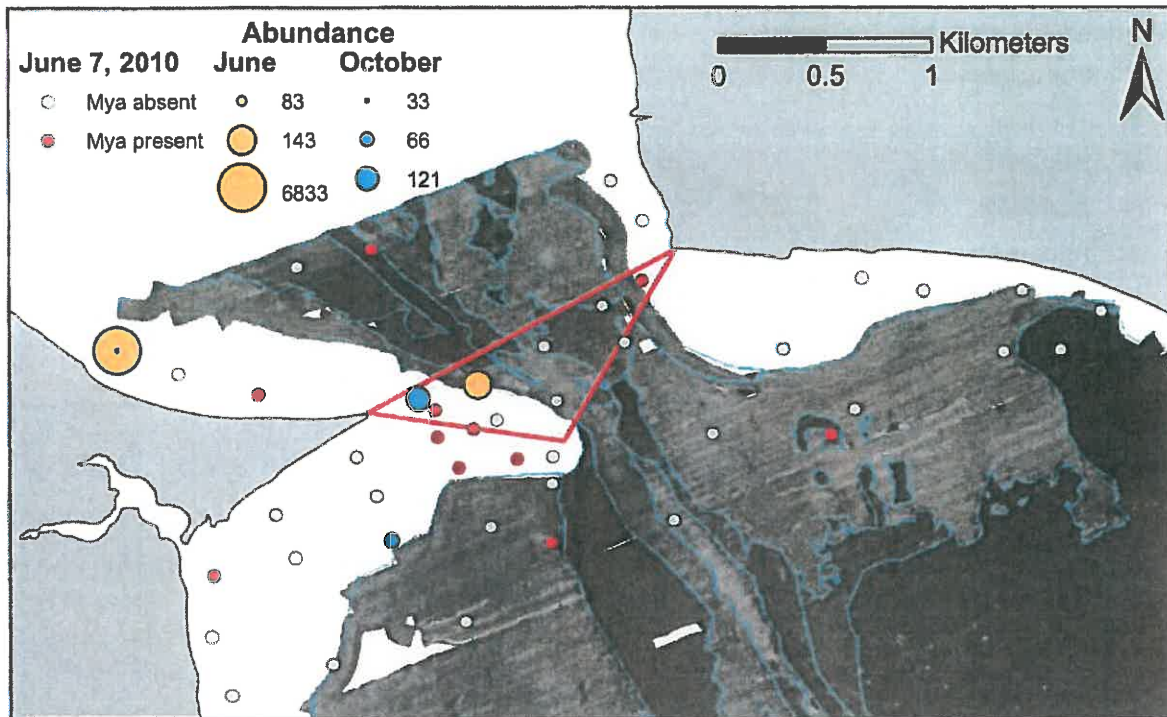 Abundance
June 7, 2010 June October
Mya absent 83 33
Mya present 143 66
6833 121
Kilometers
0 0.5 1
N